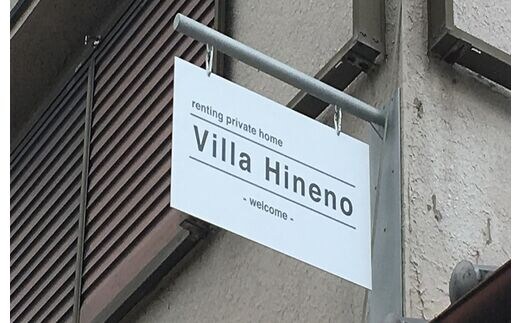 renting private home
Villa Hineno
- welcome -